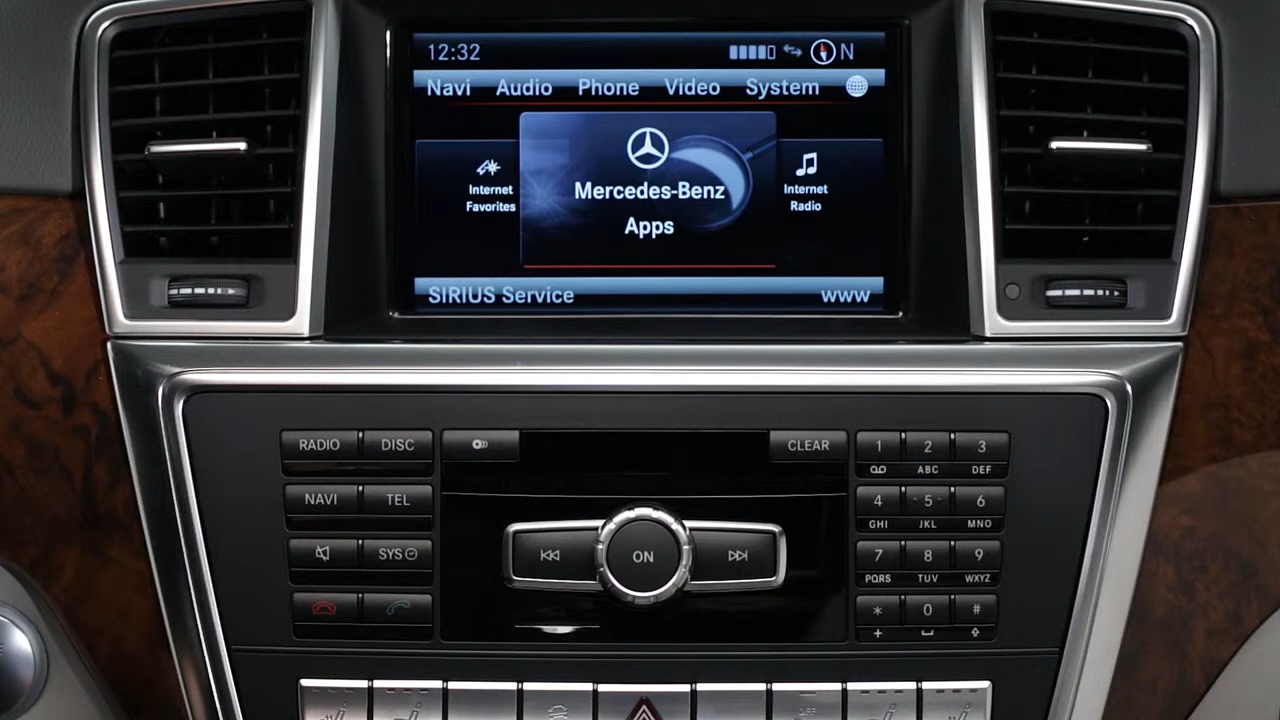 12:32 N
Navi Audio Phone Video System
Internet
Favorites
Mercedes-Benz
Apps
Internet
Radio
SIRIUS Service www
RADIO DISC CLEAR 1 2 3
ABC DEF
NAVI TEL 4 5 6
GHI JKL MNO
SYS ON 7 8 9
PQRS TUV WXYZ
* 0 #
+
OFF